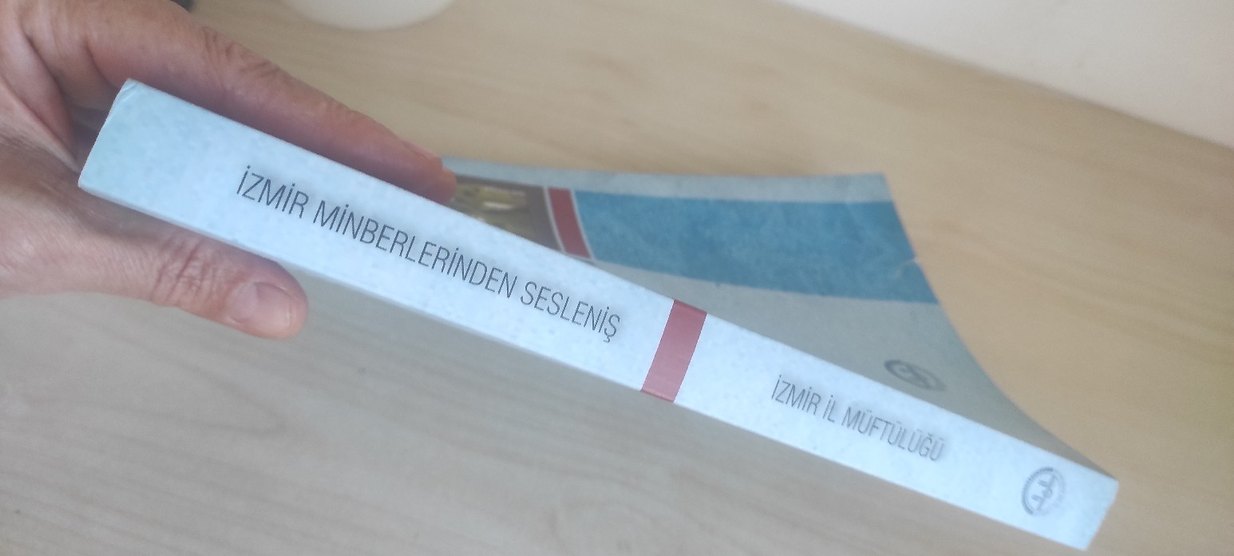 İZMİR MİNBERLERİNDEN SESLENİŞ
İZMİR İL MÜFTÜLÜĞÜ